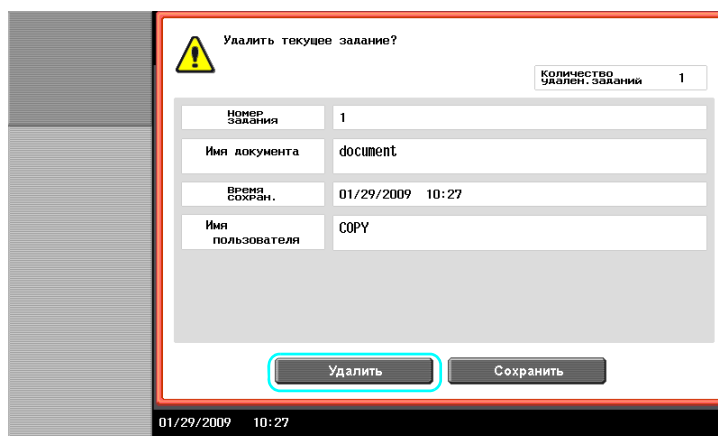 Удалить текущее задание?
Количество
удален.заданий 1
Номер
задания
1
Имя документа
document
Время
сохран.
01/29/2009 10:27
Имя
пользователя
COPY
Удалить
Сохранить
01/29/2009 10:27